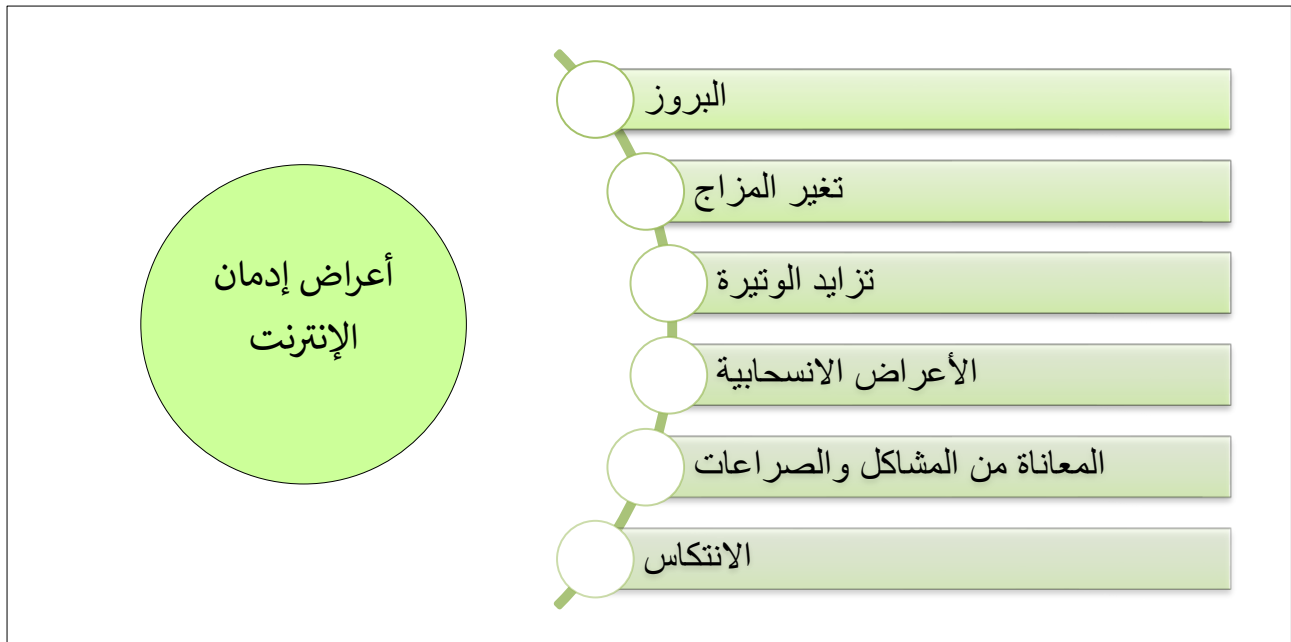 أعراض إدمان
الإنترنت
البروز
تغير المزاج
تزايد الوتيرة
الأعراض الانسحابية
المعاناة من المشاكل والصراعات
الانتكاس